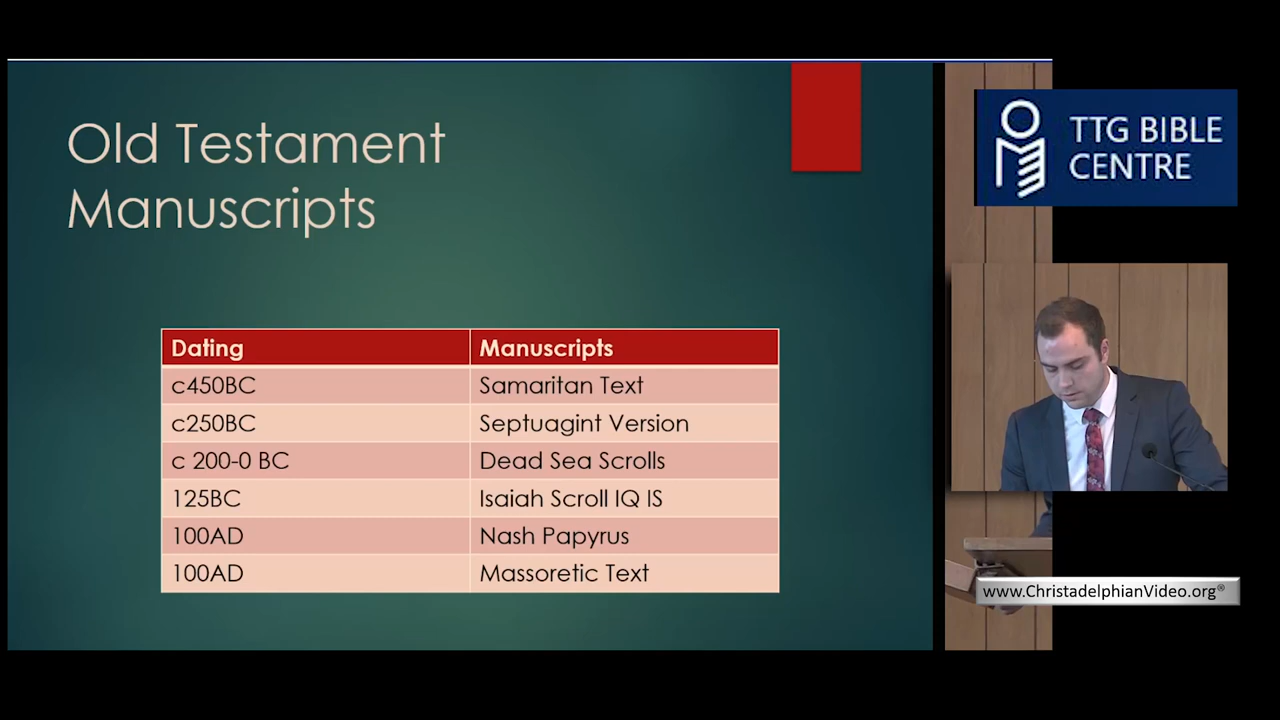 Old Testament
Manuscripts
Dating Manuscripts
c450BC Samaritan Text
c250BC Septuagint Version
c 200-0 BC Dead Sea Scrolls
125BC Isaiah Scroll IQ IS
100AD Nash Papyrus
100AD Massoretic Text
TTG BIBLE
CENTRE
www.ChristadelphianVideo.org®